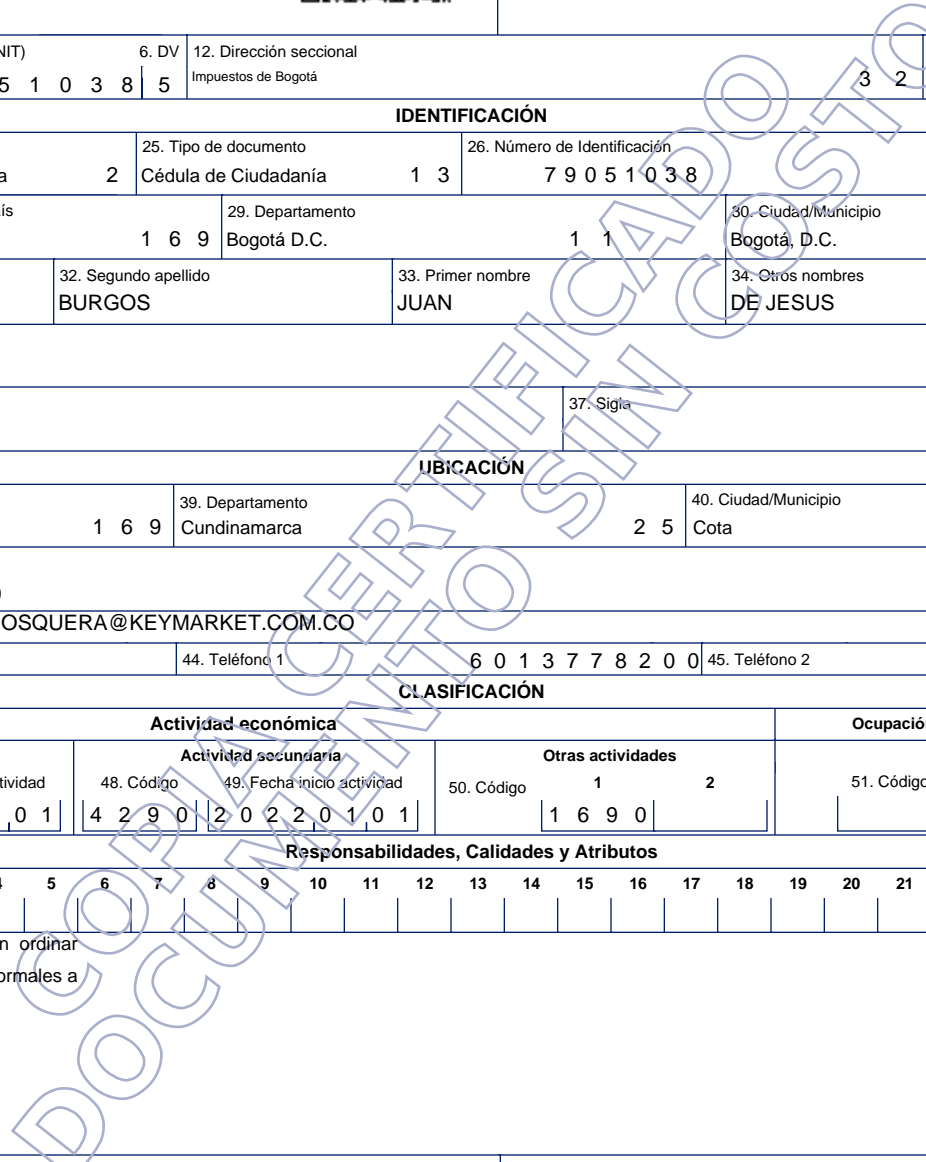 NIT) 6. DV 12. Dirección seccional
5 1 0 3 8 5 Impuestos de Bogotá 3 2
IDENTIFICACIÓN
25. Tipo de documento 26. Número de Identificación
a 2 Cédula de Ciudadanía 1 3 7 9 0 5 1 0 3 8
ís 29. Departamento 30. Ciudad/Municipio
1 6 9 Bogotá D.C. 1 1 Bogotá, D.C.
32. Segundo apellido 33. Primer nombre 34. Otros nombres
BURGOS JUAN DE JESUS
37. Sigla
UBICACIÓN
39. Departamento 40. Ciudad/Municipio
1 6 9 Cundinamarca 2 5 Cota
OSQUERA@KEYMARKET.COM.CO
44. Teléfono 1 6 0 1 3 7 7 8 2 0 0 45. Teléfono 2
CLASIFICACIÓN
Actividad económica Ocupació
Actividad secundaria Otras actividades
tividad 48. Código 49. Fecha inicio actividad 50. Código 1 2 51. Código
0 1 4 2 9 0 2 0 2 2 0 1 0 1 1 6 9 0
Responsabilidades, Calidades y Atributos
5 6 7 8 9 10 11 12 13 14 15 16 17 18 19 20 21
n ordinar
ormales a
COPIA CERTIFICADO
DOCUMENTO SIN COSTO